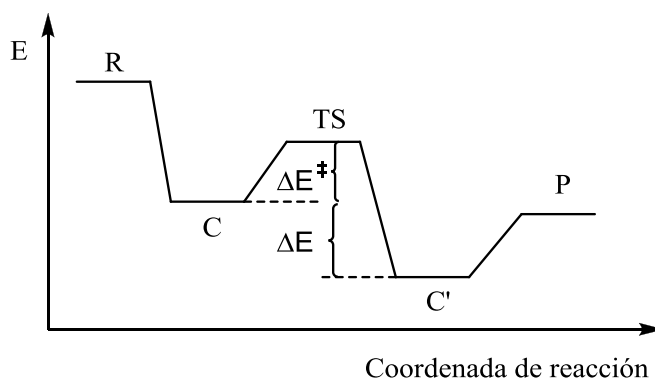 E
R
TS
ΔE‡
P
C
ΔE
C'
Coordenada de reacción